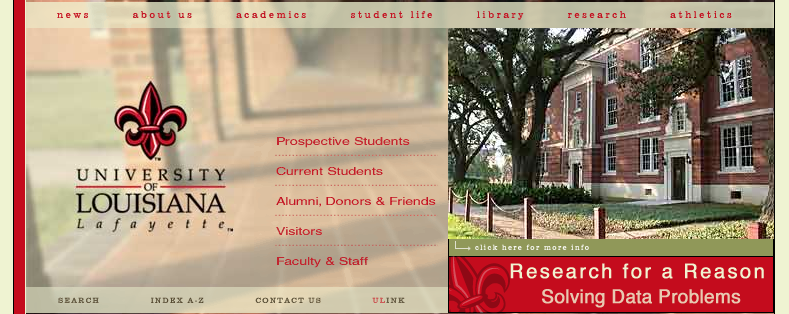 news about us academics student life library research athletics
Prospective Students
Current Students
Alumni, Donors & Friends
Visitors
Faculty & Staff
UNIVERSITY
OF
LOUISIANA
Lafayette™
click here for more info
Research for a Reason
Solving Data Problems
SEARCH INDEX A-Z CONTACT US ULINK